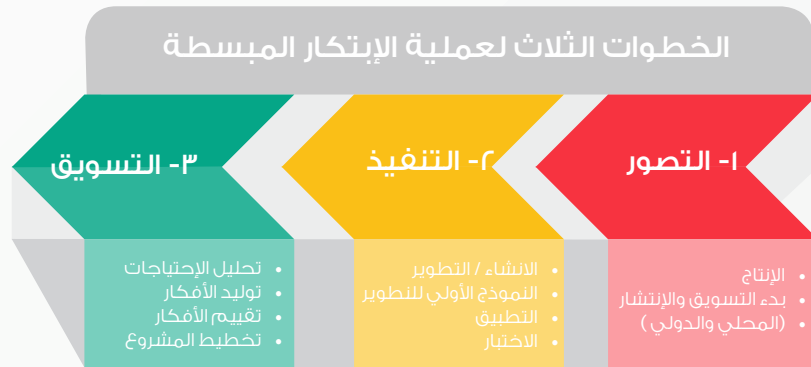 الخطوات الثلاث لعملية الإبتكار المبسطة
١- التصور
٢- التنفيذ
٣- التسويق
• الإنتاج
• بدء التسويق والإنتشار
• (المحلي والدولي )
• الانشاء / التطوير
• النموذج الأولي للتطوير
• التطبيق
• الاختبار
• تحليل الإحتياجات
• توليد الأفكار
• تقييم الأفكار
• تخطيط المشروع